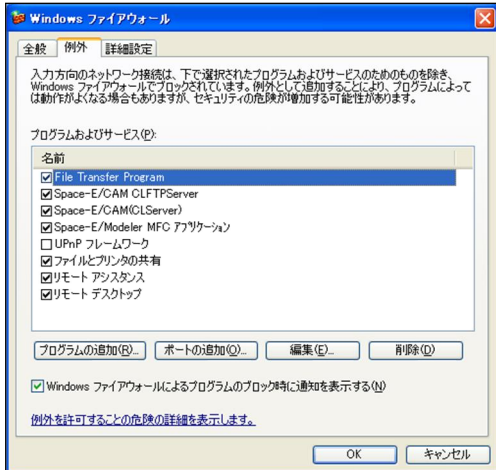 Windows ファイアウォール
全般
例外
詳細設定
入力方向のネットワーク接続は、下で選択されたプログラムおよびサービスのためのものを除き、
Windows ファイアウォールでブロックされています。例外として追加することにより、プログラムによって
は動作がよくなる場合もありますが、セキュリティの危険が増加する可能性があります。
プログラムおよびサービス(P):
名前
File Transfer Program
Space-E/CAM CLFTPServer
Space-E/CAM(CLServer)
Space-E/Modeler MFC アプリケーション
UPnP フレームワーク
ファイルとプリンタの共有
リモート アシスタンス
リモート デスクトップ
プログラムの追加(R)... ポートの追加(O)... 編集(E)... 削除(D)
Windows ファイアウォールによるプログラムのブロック時に通知を表示する(N)
例外を許可することの危険の詳細を表示します。
OK キャンセル